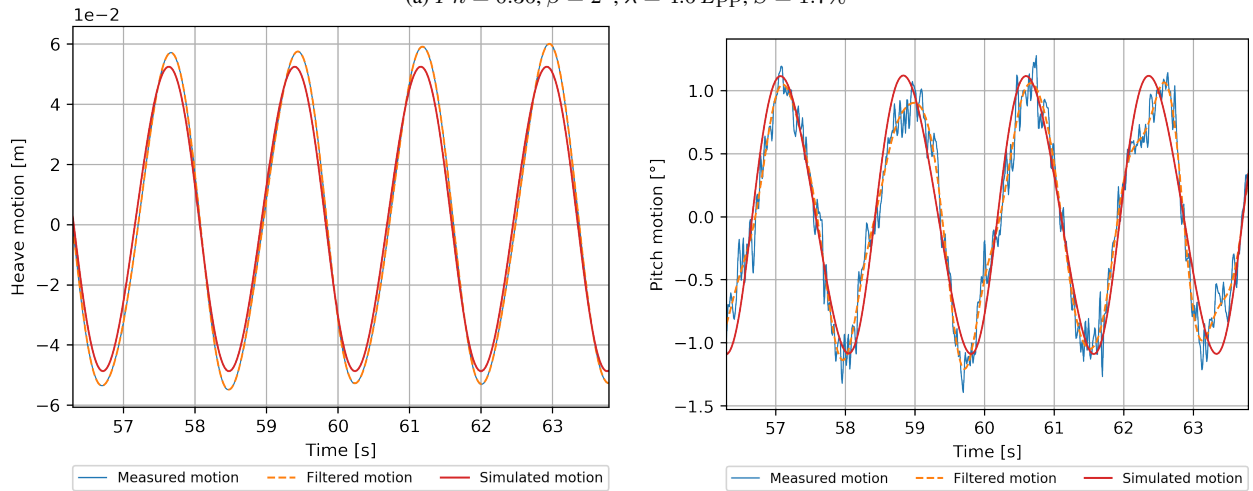 1e−2
6
4
2
0
−2
−4
−6
Heave motion [m]
57 58 59 60 61 62 63
Time [s]
Measured motion Filtered motion Simulated motion
1.0
0.5
0.0
−0.5
−1.0
−1.5
Pitch motion [°]
57 58 59 60 61 62 63
Time [s]
Measured motion Filtered motion Simulated motion